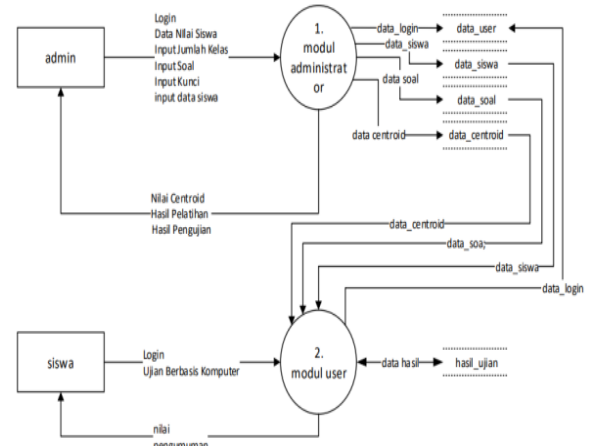 admin
Login
Data NIlai Siswa
Input Jumlah Kelas
Input Soal
Input Kunci
input data siswa
1.
modul
administrat
or
data_login
data_user
data_siswa
data_siswa
data soal
data_soal
data centroid
data_centroid
Nilai Centroid
Hasil Pelatihan
Hasil Pengujian
data_centroid
data_soa;
data_siswa
data_login
siswa
Login
Ujian Berbasis Komputer
2.
modul user
data hasil
hasil_ujian
nilai
pengumuman